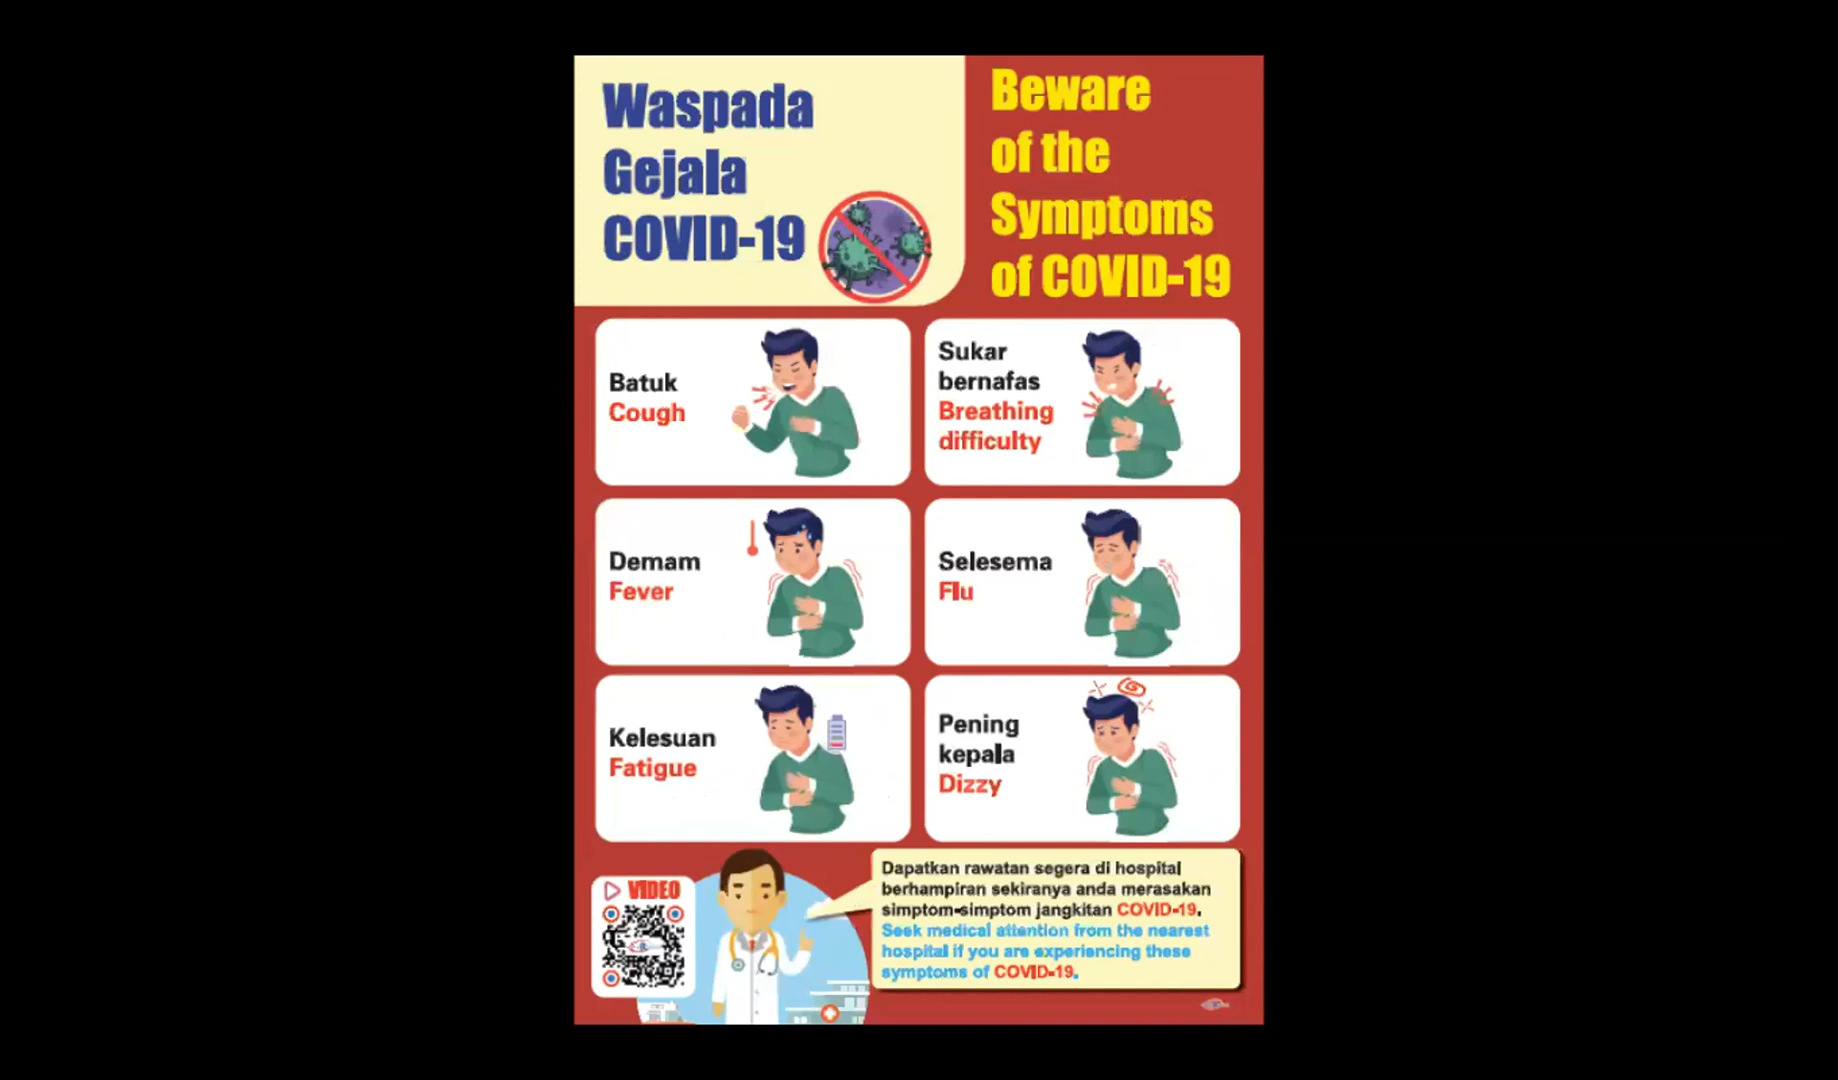 Waspada
Gejala
COVID-19
Beware
of the
Symptoms
of COVID-19
Batuk
Cough
Sukar
bernafas
Breathing
difficulty
Demam
Fever
Selesema
Flu
Kelesuan
Fatigue
Pening
kepala
Dizzy
VIDEO
Dapatkan rawatan segera di hospital
berhampiran sekiranya anda merasakan
simptom-simptom jangkitan COVID-19.
Seek medical attention from the nearest
hospital if you are experiencing these
symptoms of COVID-19.